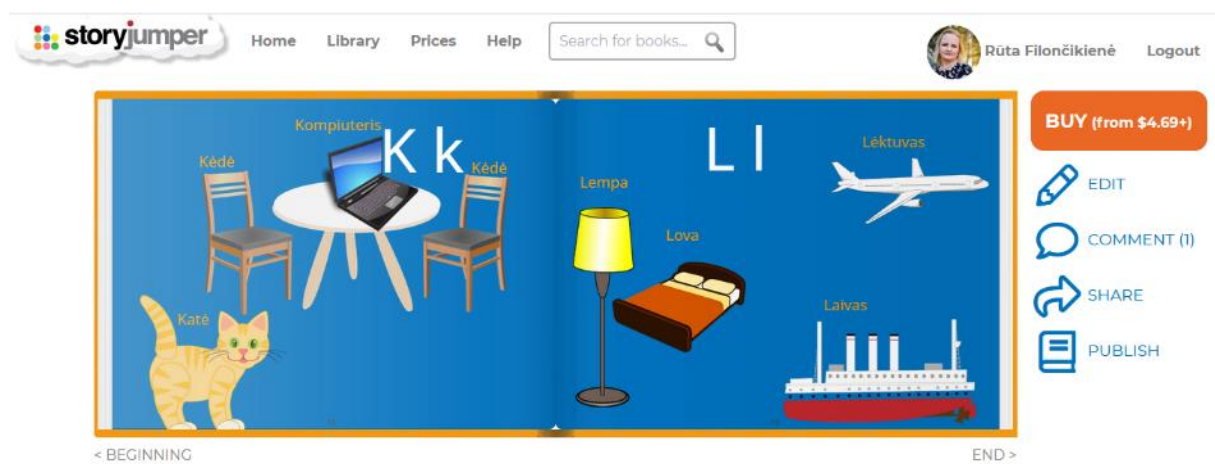 storyjumper
Home Library Prices Help Search for books... Rūta Filončikienė Logout
BUY (from $4.69+)
EDIT
COMMENT (1)
SHARE
PUBLISH
K k
Kompiuteris
Kėdė
Kėdė
Katė
L l
Lėktuvas
Lempa
Lova
Laivas
< BEGINNING
END >